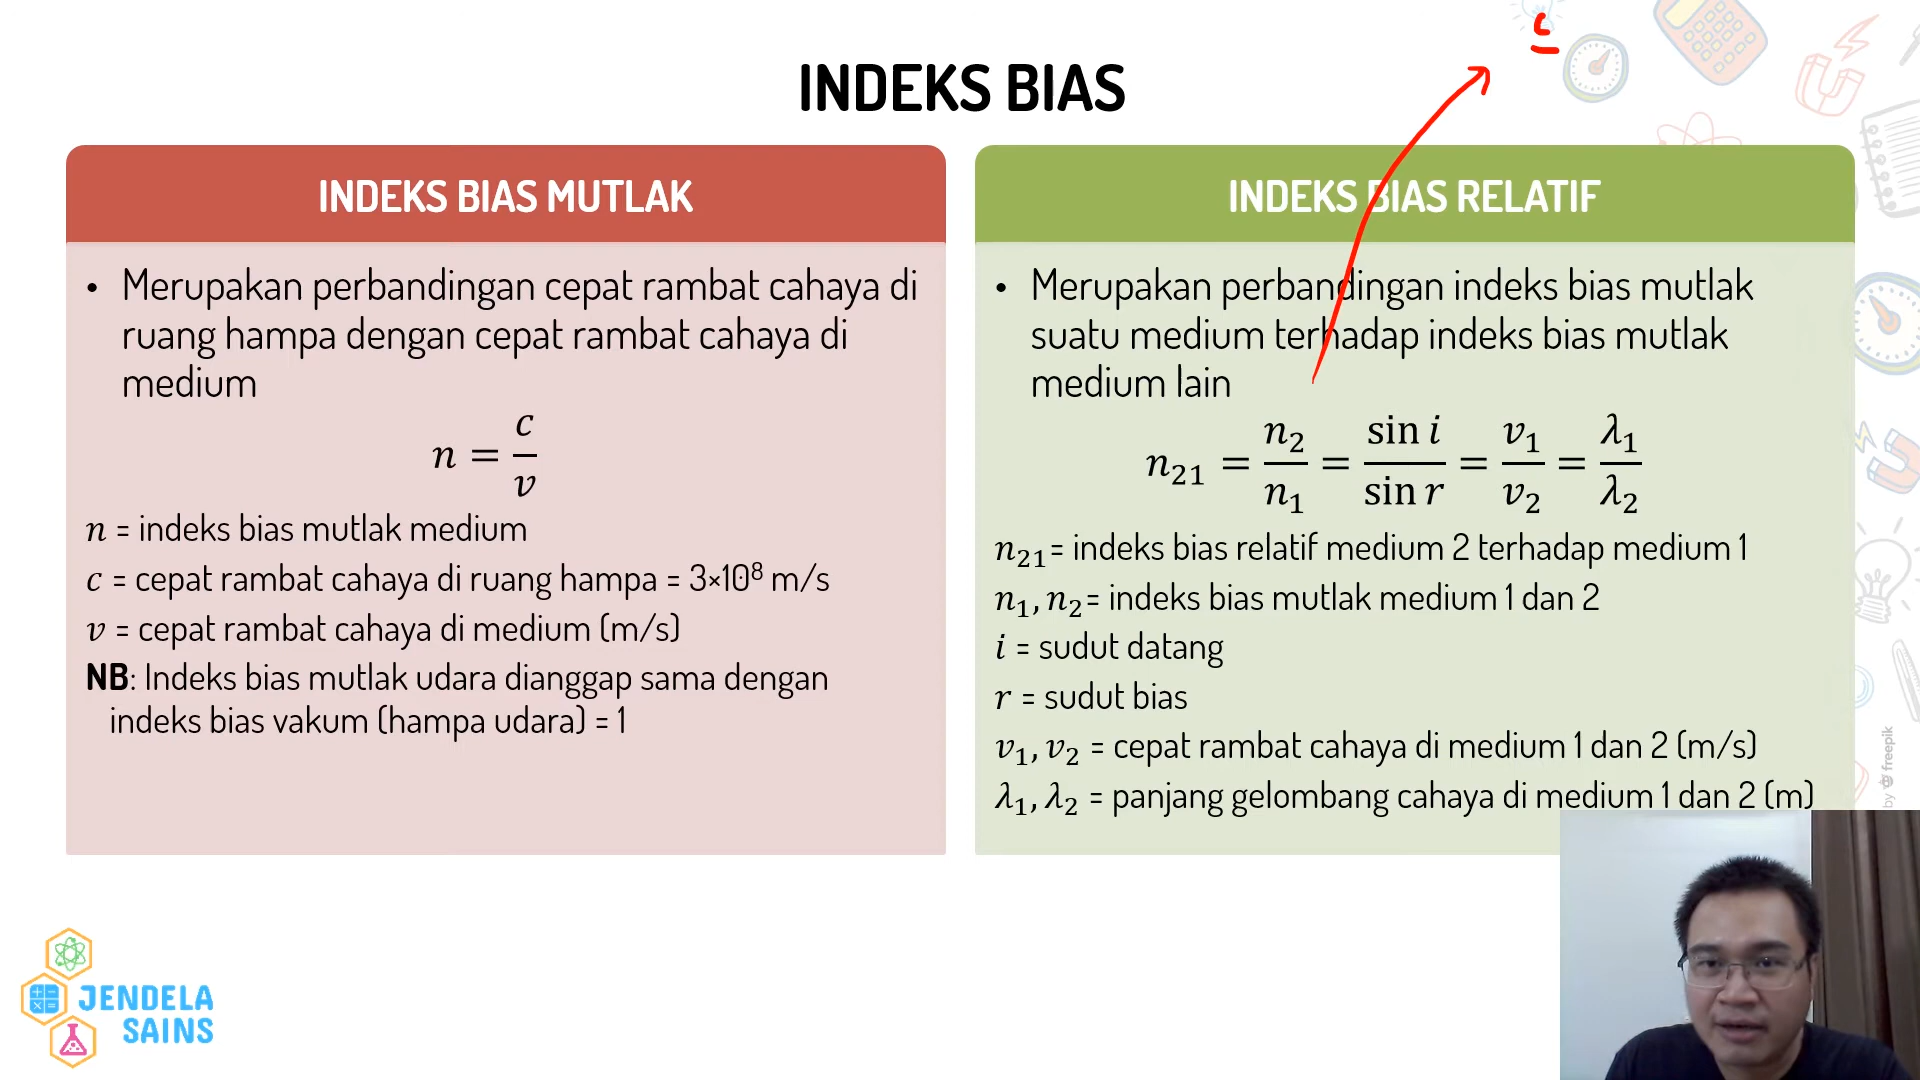 c
INDEKS BIAS
INDEKS BIAS MUTLAK
• Merupakan perbandingan cepat rambat cahaya di
ruang hampa dengan cepat rambat cahaya di
medium
n = c/v
n = indeks bias mutlak medium
c = cepat rambat cahaya di ruang hampa = 3×10⁸ m/s
v = cepat rambat cahaya di medium (m/s)
NB: Indeks bias mutlak udara dianggap sama dengan
indeks bias vakum (hampa udara) = 1
INDEKS BIAS RELATIF
• Merupakan perbandingan indeks bias mutlak
suatu medium terhadap indeks bias mutlak
medium lain
n₂₁ = n₂/n₁ = sin i/sin r = v₁/v₂ = λ₁/λ₂
n₂₁= indeks bias relatif medium 2 terhadap medium 1
n₁, n₂= indeks bias mutlak medium 1 dan 2
i = sudut datang
r = sudut bias
v₁, v₂ = cepat rambat cahaya di medium 1 dan 2 (m/s)
λ₁, λ₂ = panjang gelombang cahaya di medium 1 dan 2 (m)
by freepik
JENDELA
SAINS